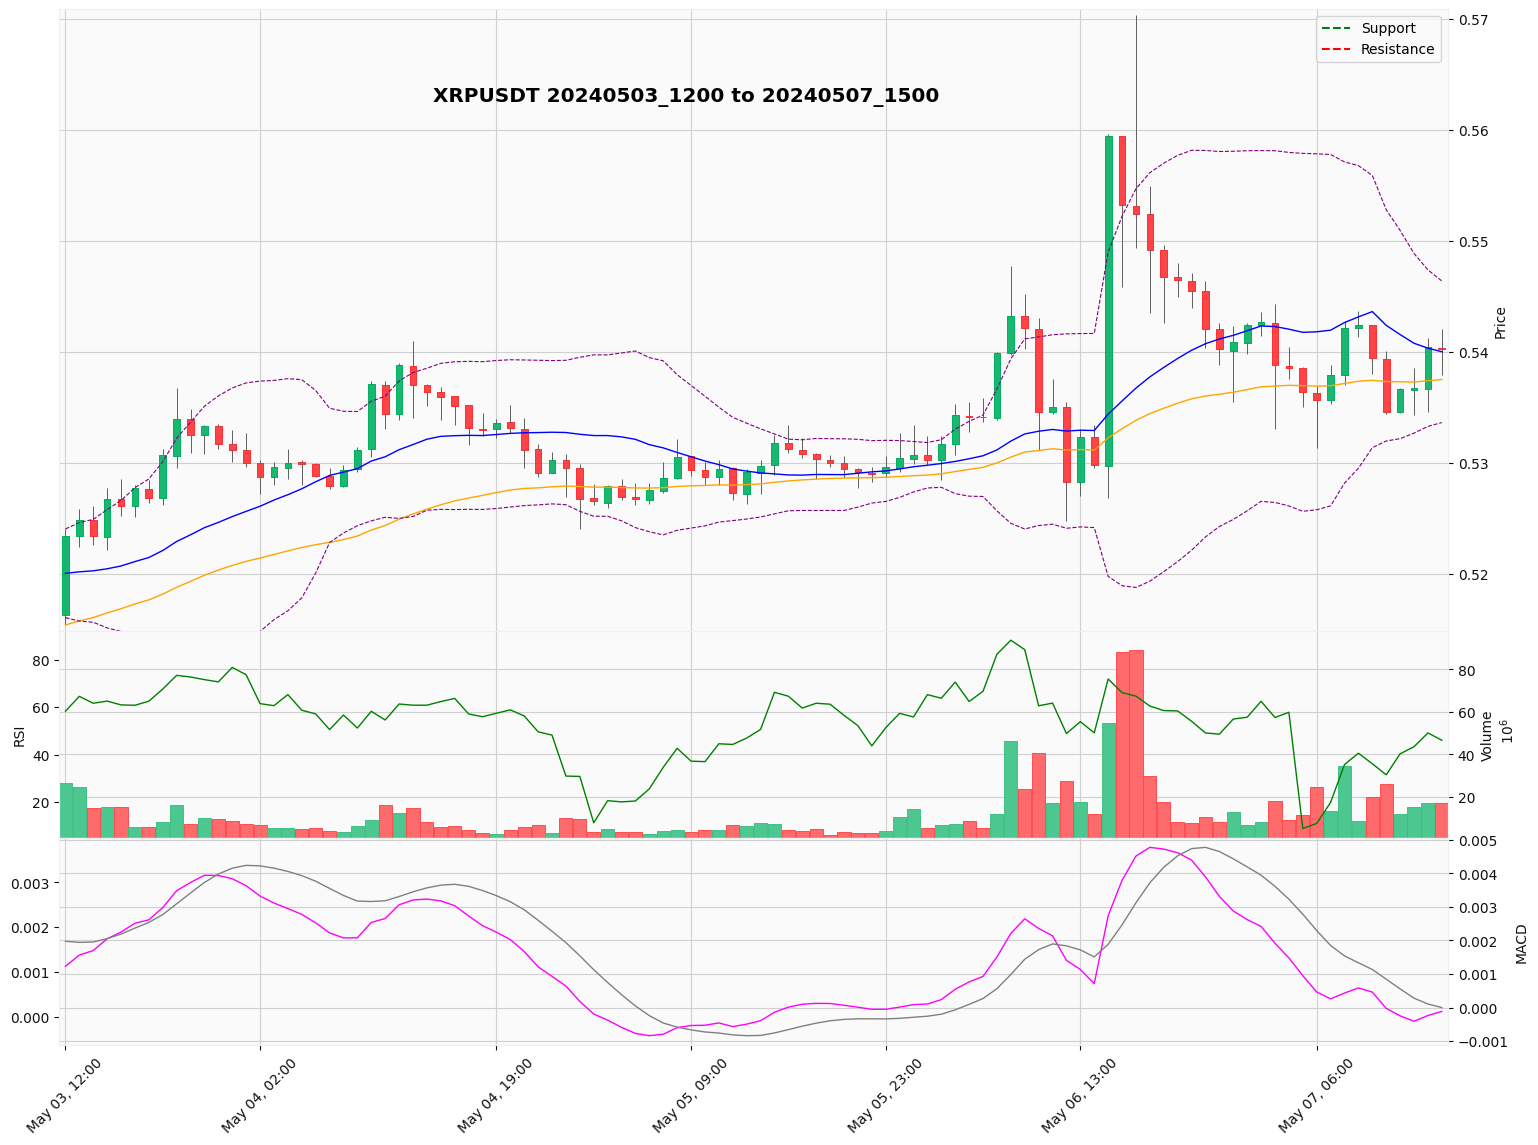 Support
Resistance
XRPUSDT 20240503_1200 to 20240507_1500
0.57
0.56
0.55
0.54
0.53
0.52
Price
80
60
40
20
RSI
80
60
40
20
Volume
10^6
0.003
0.002
0.001
0.000
0.005
0.004
0.003
0.002
0.001
0.000
−0.001
MACD
May 03, 12:00
May 04, 02:00
May 04, 19:00
May 05, 09:00
May 05, 23:00
May 06, 13:00
May 07, 06:00